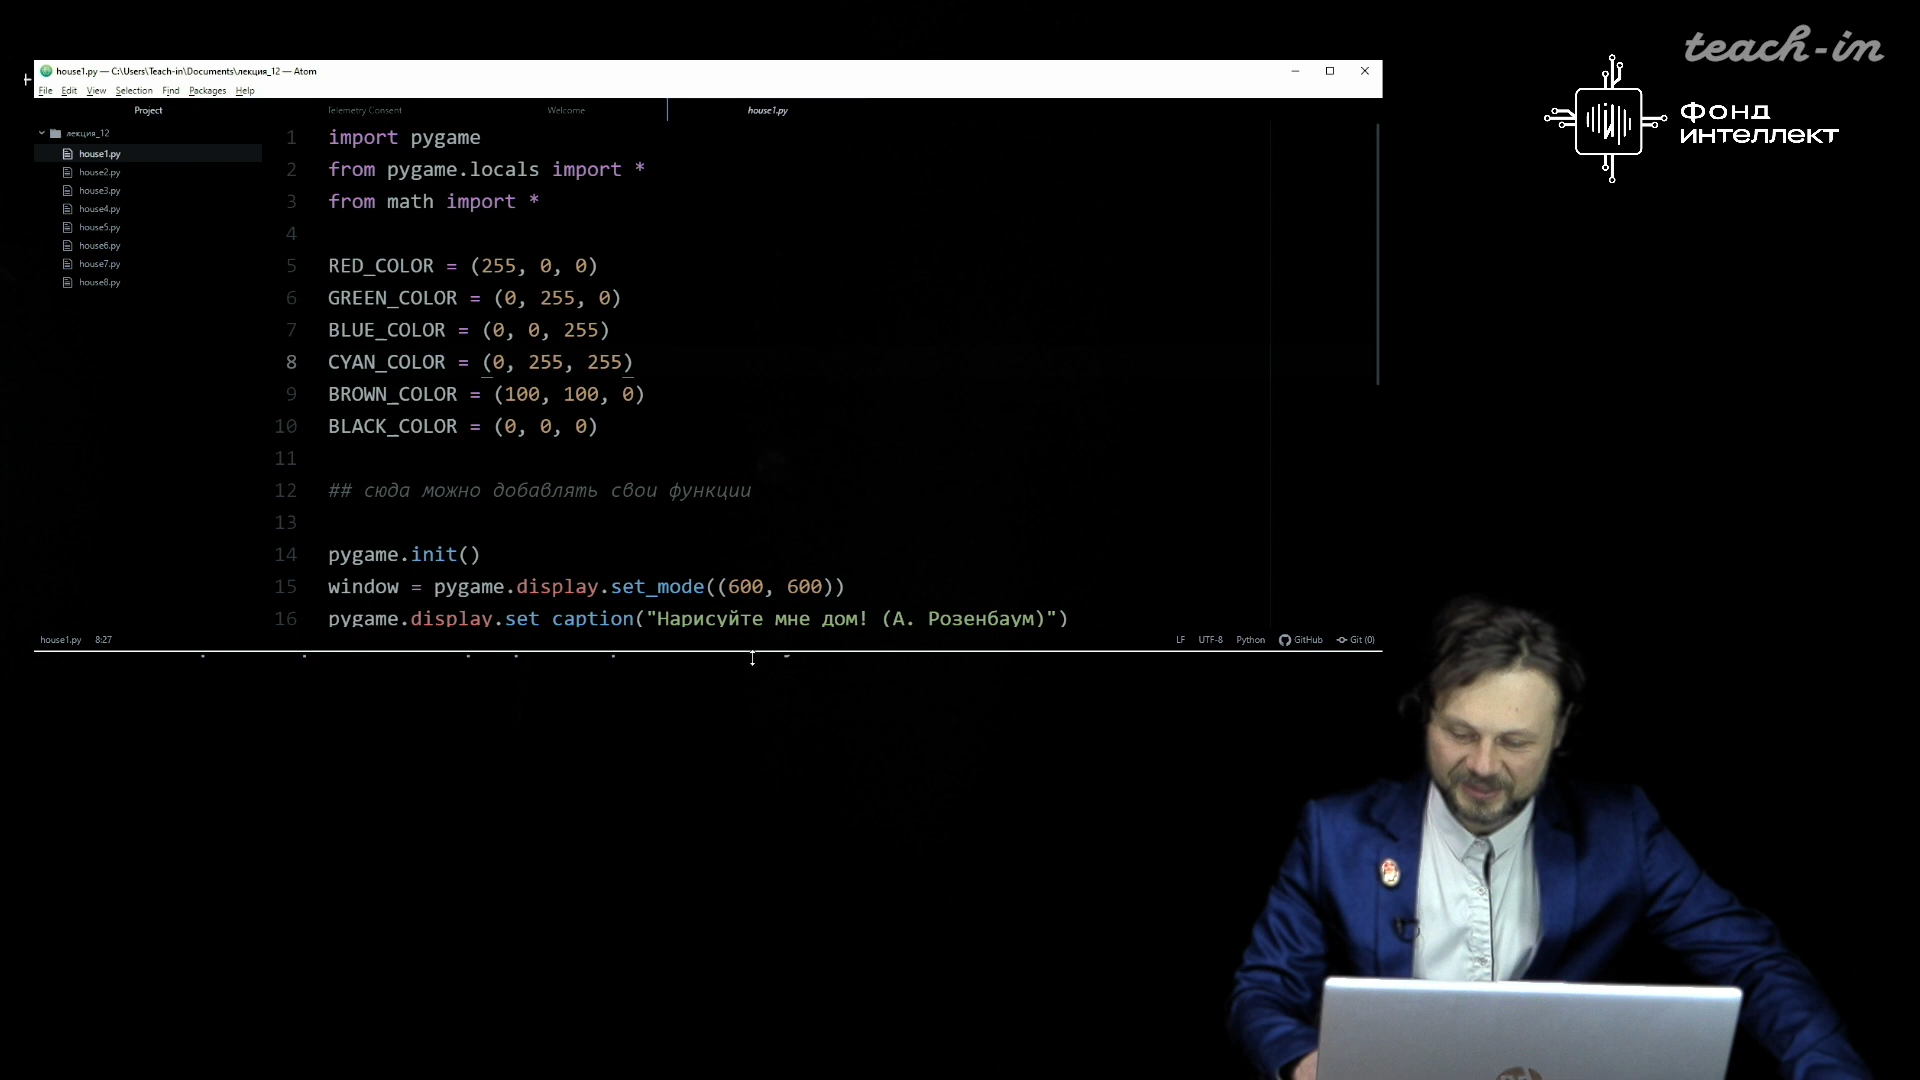 teach-in
Фонд
интеллект
house1.py — C:\Users\Teach-in\Documents\лекция_12 — Atom
File Edit View Selection Find Packages Help
Project
Telemetry Consent
Welcome
house1.py
лекция_12
house1.py
house2.py
house3.py
house4.py
house5.py
house6.py
house7.py
house8.py
1 import pygame
2 from pygame.locals import *
3 from math import *
4
5 RED_COLOR = (255, 0, 0)
6 GREEN_COLOR = (0, 255, 0)
7 BLUE_COLOR = (0, 0, 255)
8 CYAN_COLOR = (0, 255, 255)
9 BROWN_COLOR = (100, 100, 0)
10 BLACK_COLOR = (0, 0, 0)
11
12 ## сюда можно добавлять свои функции
13
14 pygame.init()
15 window = pygame.display.set_mode((600, 600))
16 pygame.display.set_caption("Нарисуйте мне дом! (А. Розенбаум)")
house1.py 8:27
LF UTF-8 Python GitHub Git (0)